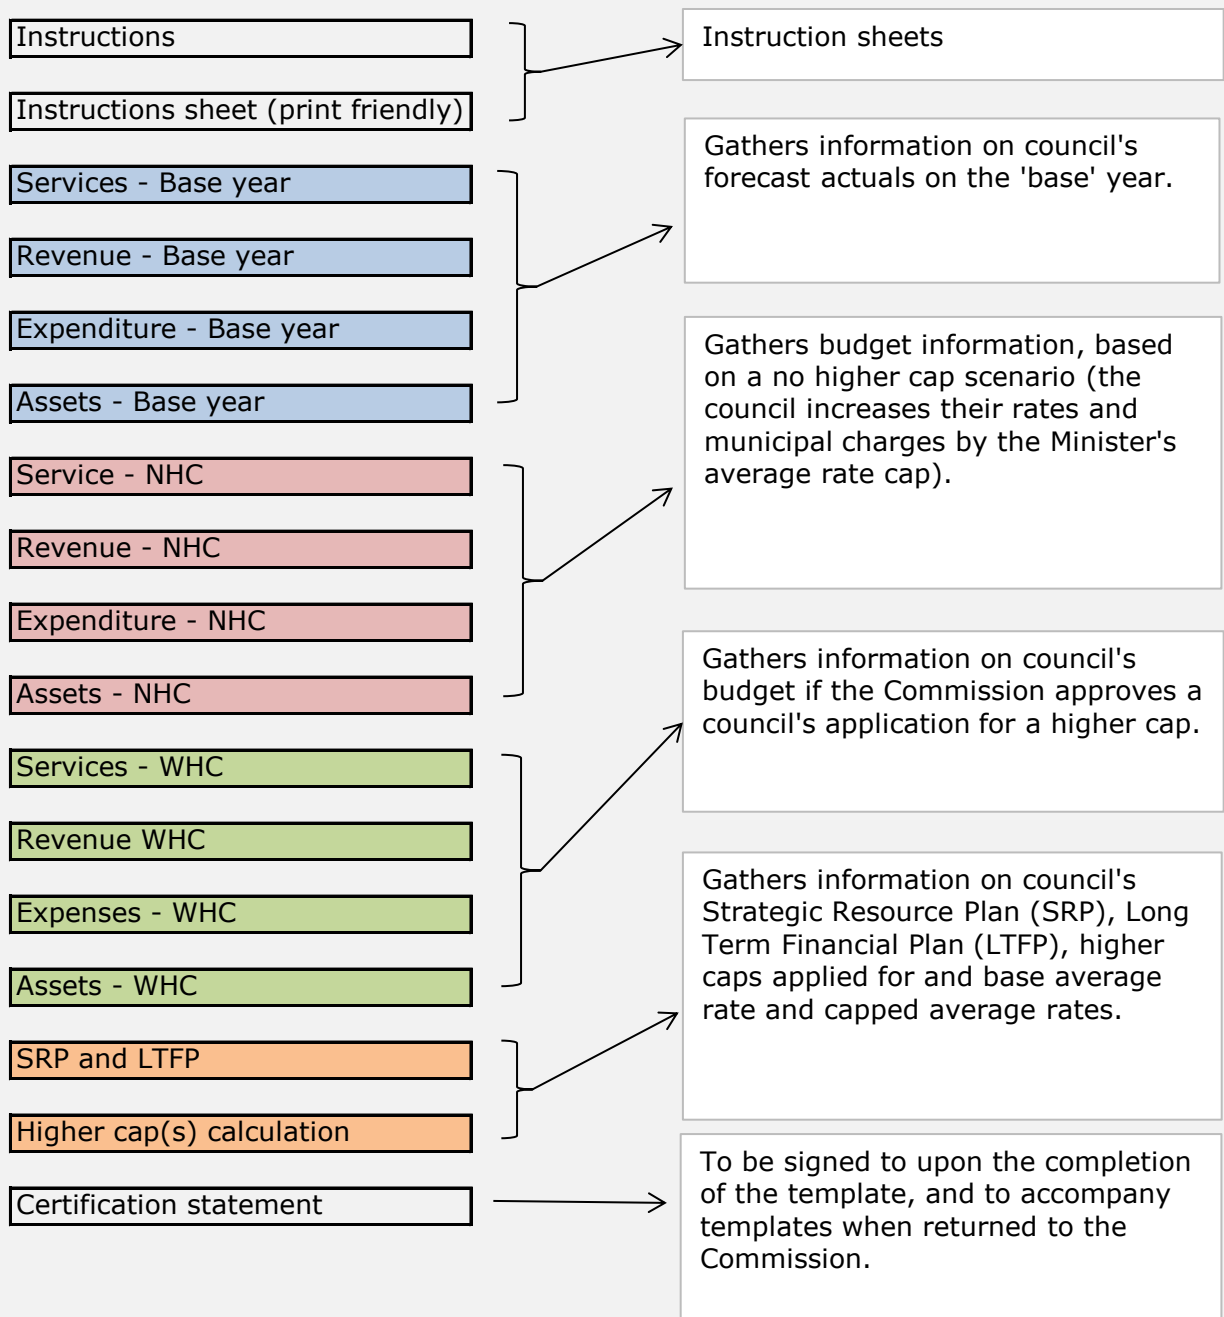 Instructions
Instructions sheet (print friendly)
Services - Base year
Revenue - Base year
Expenditure - Base year
Assets - Base year
Service - NHC
Revenue - NHC
Expenditure - NHC
Assets - NHC
Services - WHC
Revenue WHC
Expenses - WHC
Assets - WHC
SRP and LTFP
Higher cap(s) calculation
Certification statement
Instruction sheets
Gathers information on council's
forecast actuals on the 'base' year.
Gathers budget information, based
on a no higher cap scenario (the
council increases their rates and
municipal charges by the Minister's
average rate cap).
Gathers information on council's
budget if the Commission approves a
council's application for a higher cap.
Gathers information on council's
Strategic Resource Plan (SRP), Long
Term Financial Plan (LTFP), higher
caps applied for and base average
rate and capped average rates.
To be signed to upon the completion
of the template, and to accompany
templates when returned to the
Commission.